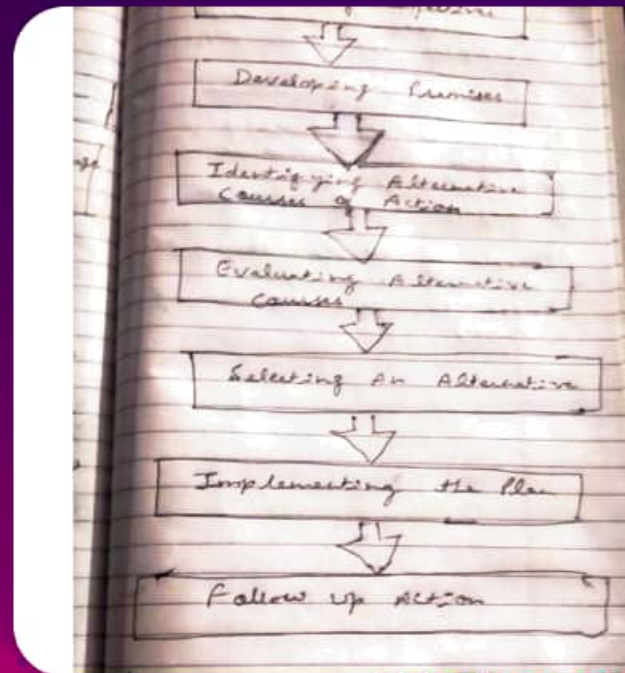 Developing Premises
Identifying Alternative
Courses of Action
Evaluating Alternative
Courses
Selecting An Alternative
Implementing the Plan
Follow up Action